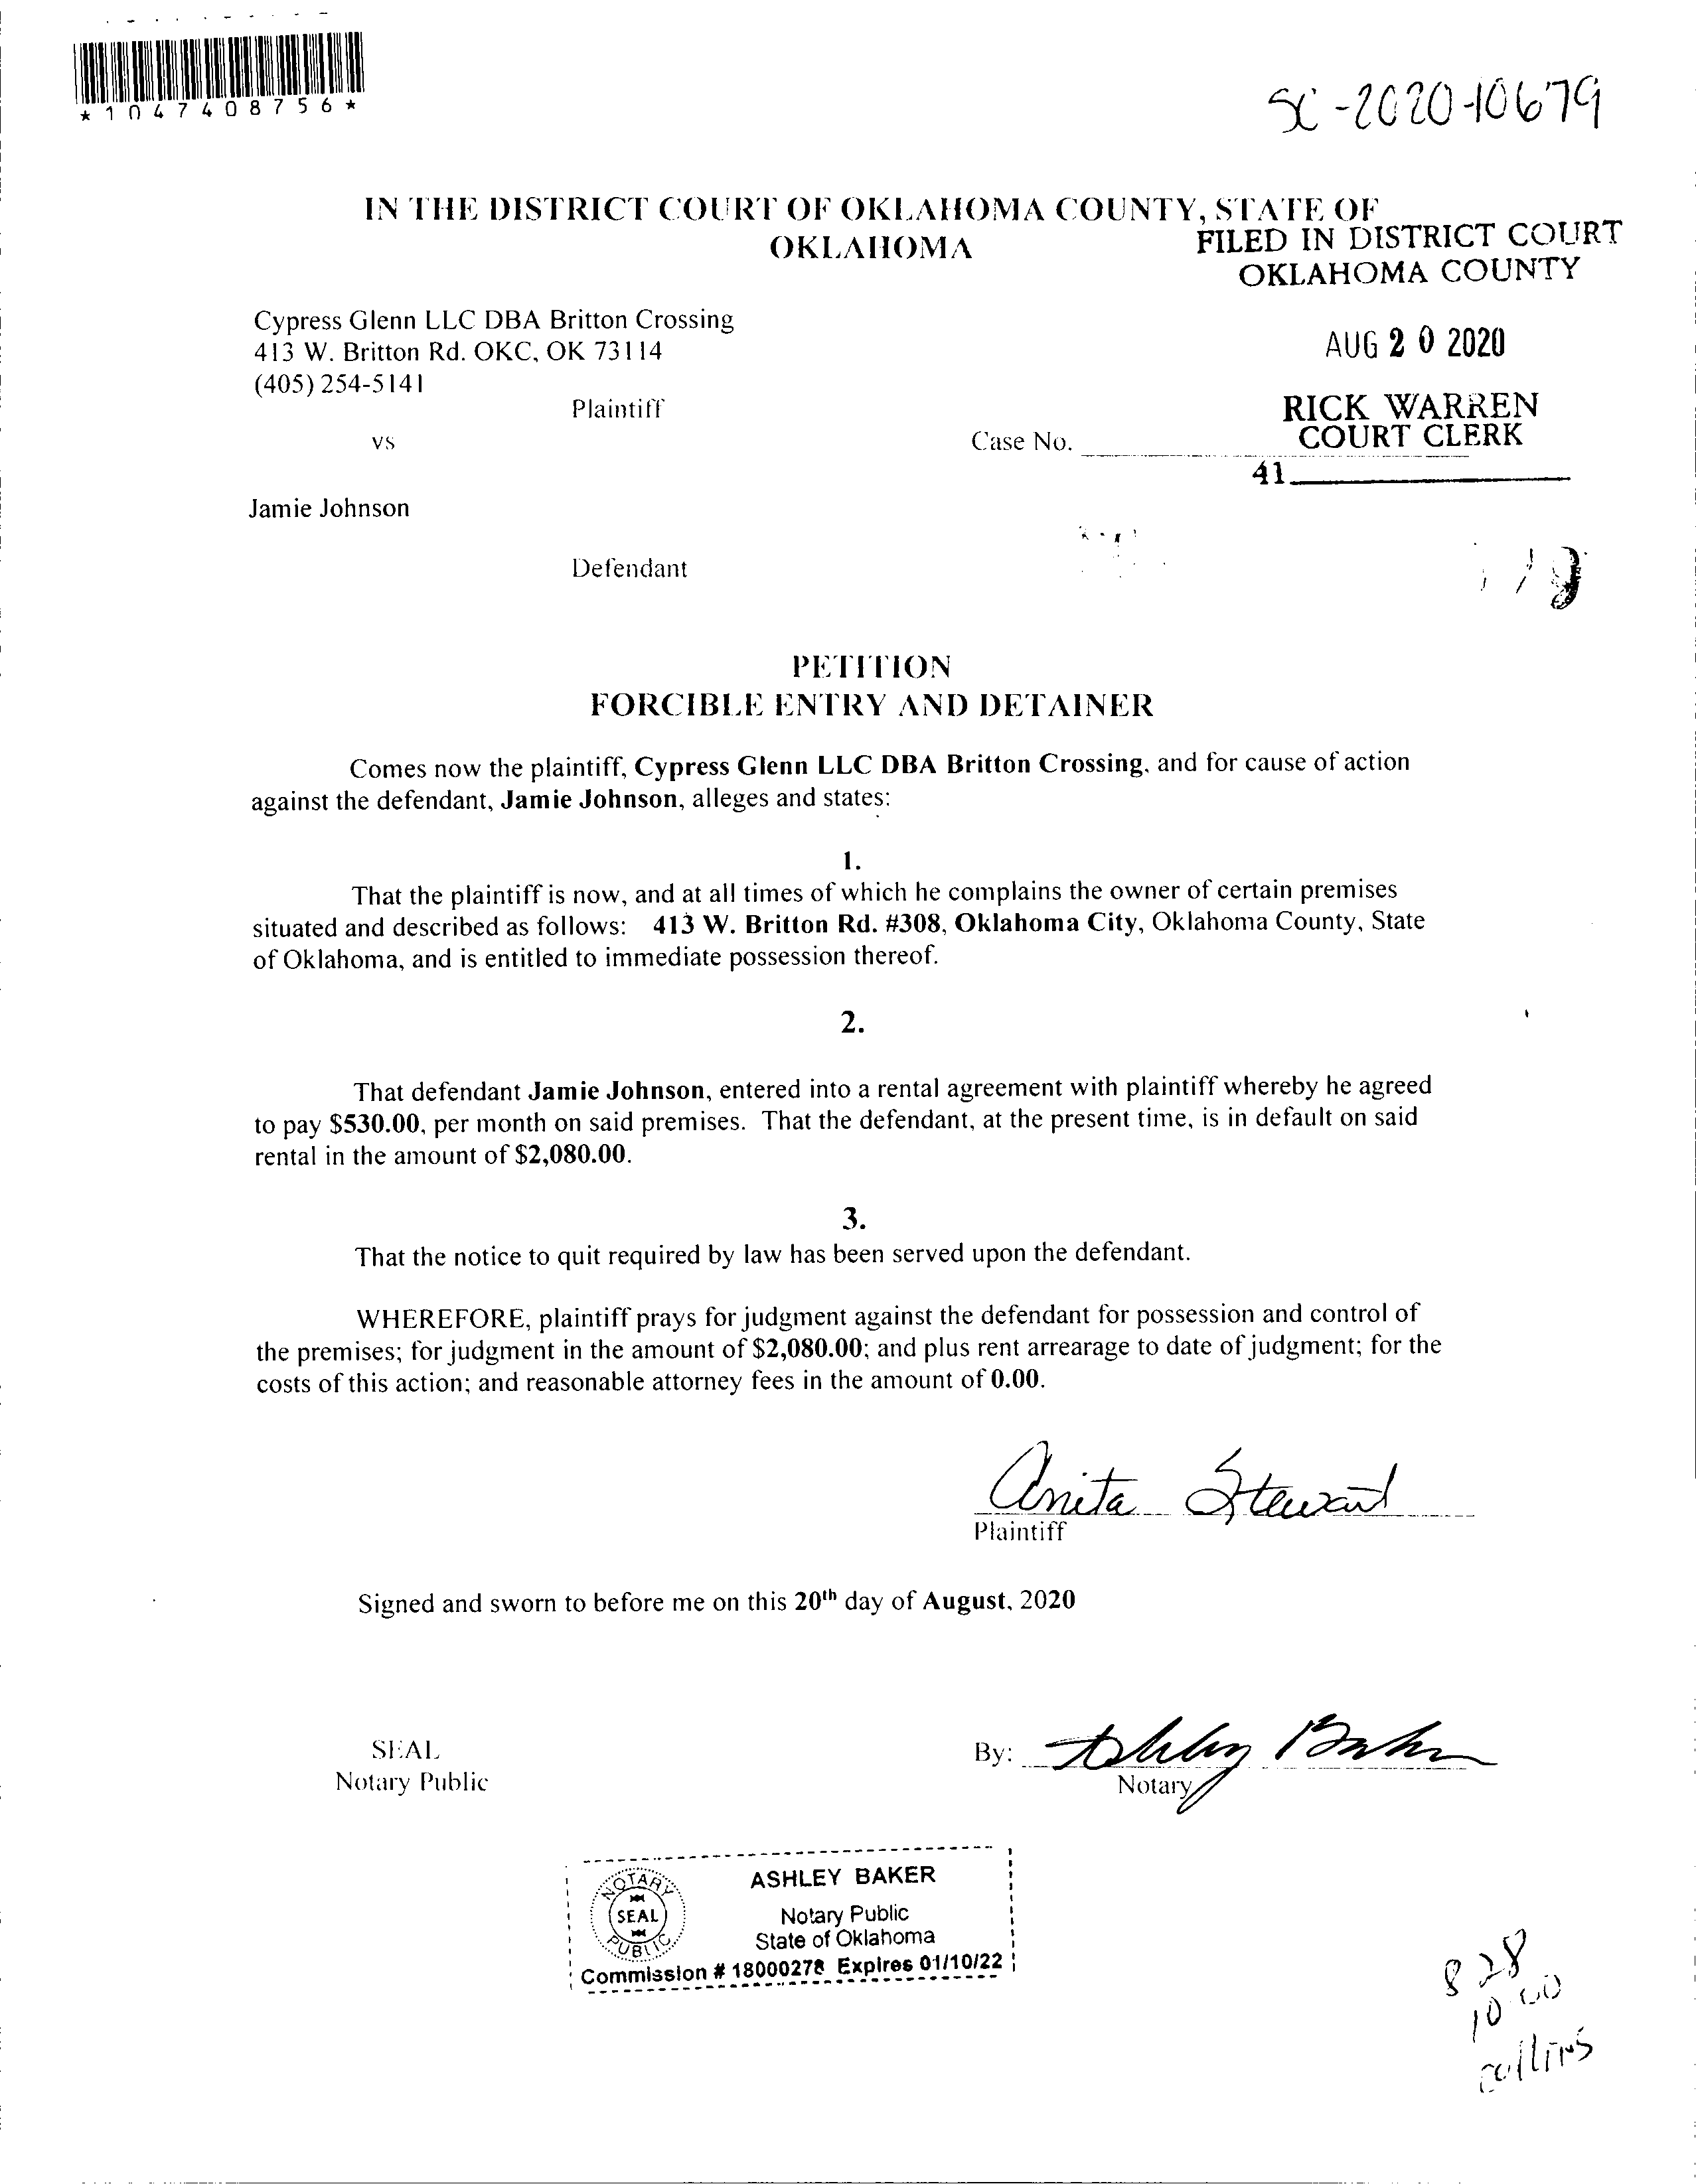 *1047408756*
SC-2020-10679
IN THE DISTRICT COURT OF OKLAHOMA COUNTY, STATE OF
OKLAHOMA
FILED IN DISTRICT COURT
OKLAHOMA COUNTY
Cypress Glenn LLC DBA Britton Crossing
413 W. Britton Rd. OKC, OK 73114
(405) 254-5141
AUG 20 2020
Plaintiff
RICK WARREN
COURT CLERK
vs
Case No.
41
Jamie Johnson
Defendant
PETITION
FORCIBLE ENTRY AND DETAINER
Comes now the plaintiff, Cypress Glenn LLC DBA Britton Crossing, and for cause of action
against the defendant, Jamie Johnson, alleges and states:
1.
That the plaintiff is now, and at all times of which he complains the owner of certain premises
situated and described as follows: 413 W. Britton Rd. #308, Oklahoma City, Oklahoma County, State
of Oklahoma, and is entitled to immediate possession thereof.
2.
That defendant Jamie Johnson, entered into a rental agreement with plaintiff whereby he agreed
to pay $530.00, per month on said premises. That the defendant, at the present time, is in default on said
rental in the amount of $2,080.00.
3.
That the notice to quit required by law has been served upon the defendant.
WHEREFORE, plaintiff prays for judgment against the defendant for possession and control of
the premises; for judgment in the amount of $2,080.00; and plus rent arrearage to date of judgment; for the
costs of this action; and reasonable attorney fees in the amount of 0.00.
Anita Stewart
Plaintiff
Signed and sworn to before me on this 20th day of August, 2020
SEAL
Notary Public
By: Ashley Baker
Notary
NOTARY
SEAL
PUBLIC
ASHLEY BAKER
Notary Public
State of Oklahoma
Commission # 18000278 Expires 01/10/22
8 28
10 00
collins